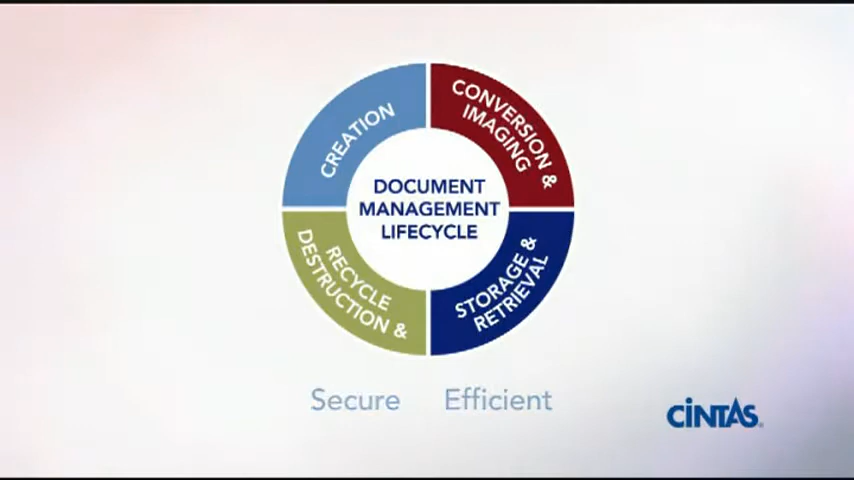 CREATION
CONVERSION &
IMAGING
DOCUMENT
MANAGEMENT
LIFECYCLE
STORAGE &
RETRIEVAL
DESTRUCTION &
RECYCLE
Secure Efficient
CINTAS®